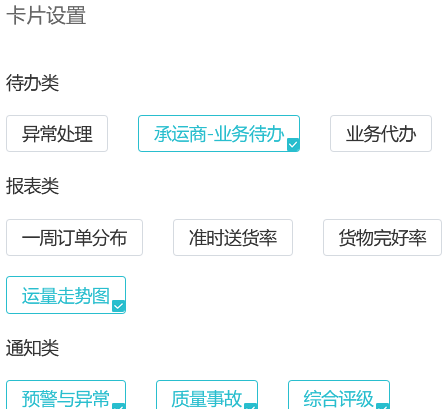 卡片设置
待办类
异常处理 承运商-业务待办 业务代办
报表类
一周订单分布 准时送货率 货物完好率
运量走势图
通知类
预警与异常 质量事故 综合评级